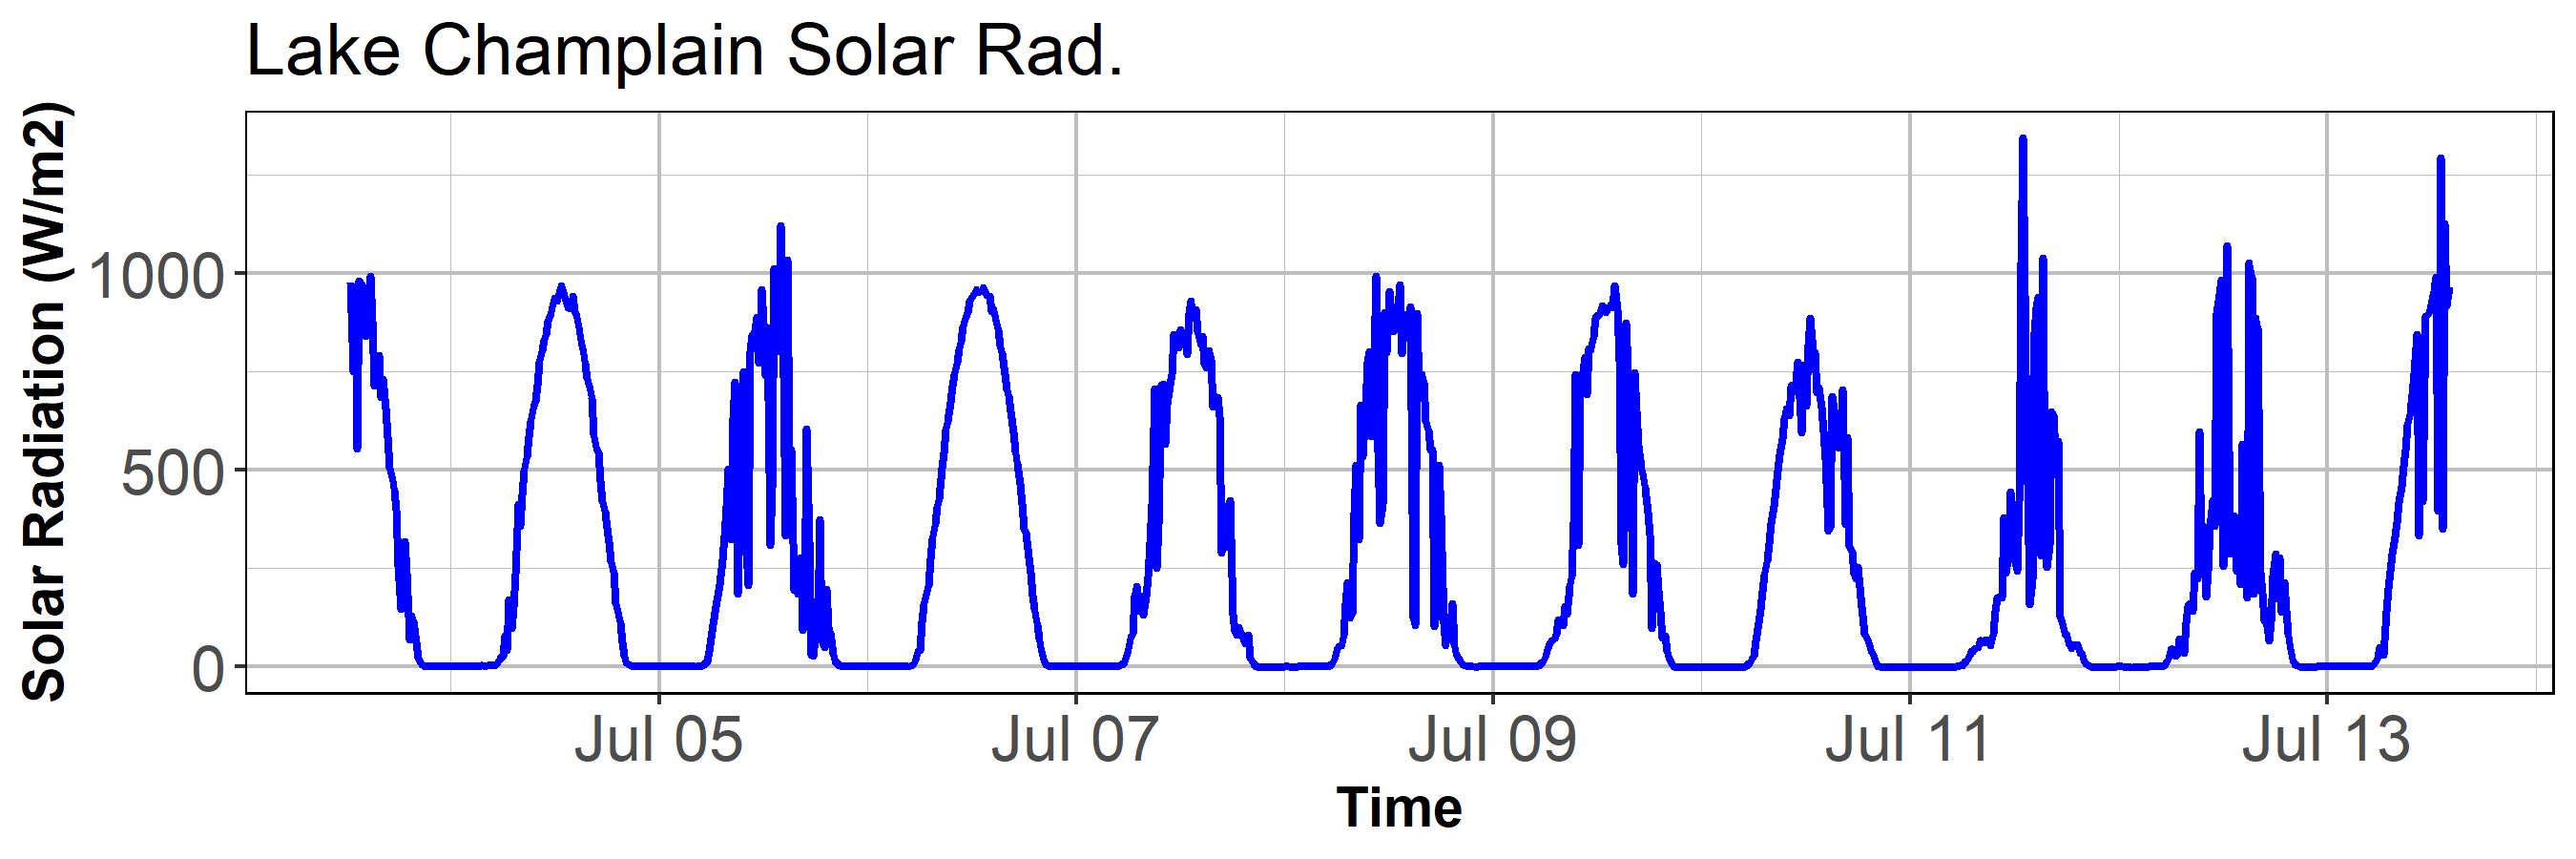 Lake Champlain Solar Rad.
Solar Radiation (W/m2)
1000
500
0
Jul 05 Jul 07 Jul 09 Jul 11 Jul 13
Time